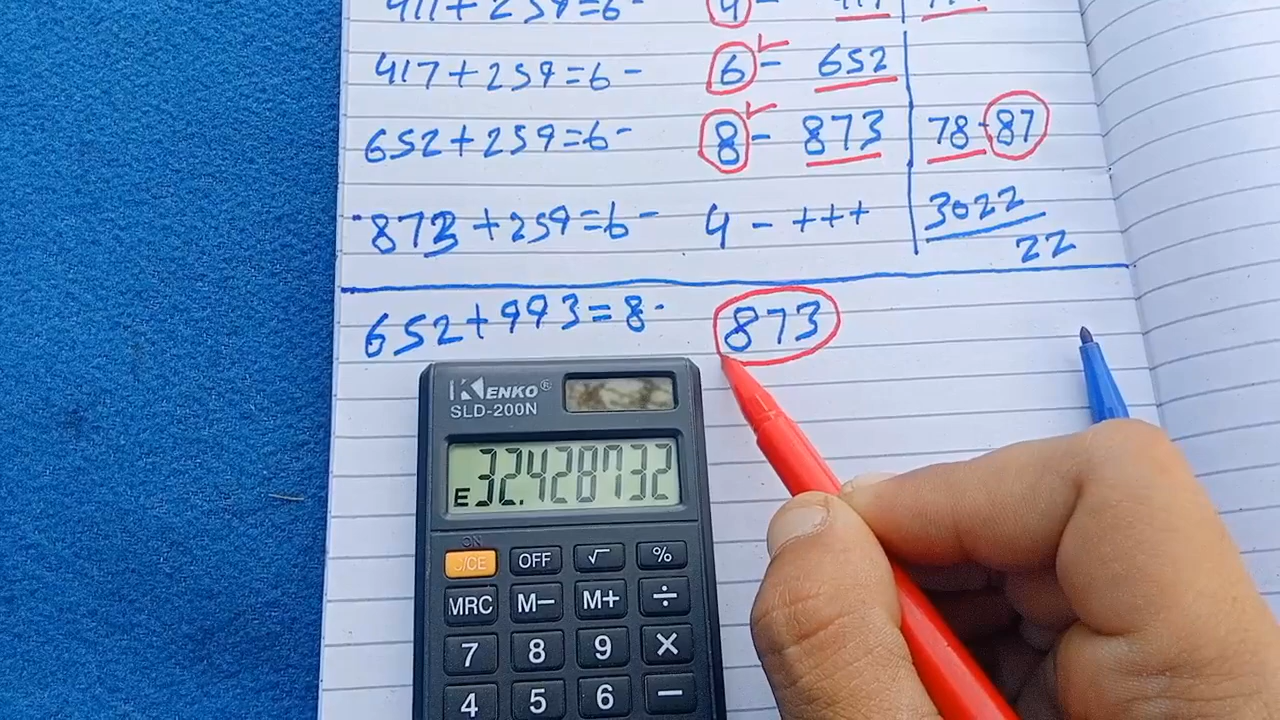 417+259=6- 6- 652
652+259=6- 8- 873 78-87
873+259=6- 4-+++ 3022
22
652+993=8- 873
KENKO®
SLD-200N
E32.428732
ON
C/CE OFF √ % 
MRC M− M+ ÷
7 8 9 ×
4 5 6 −